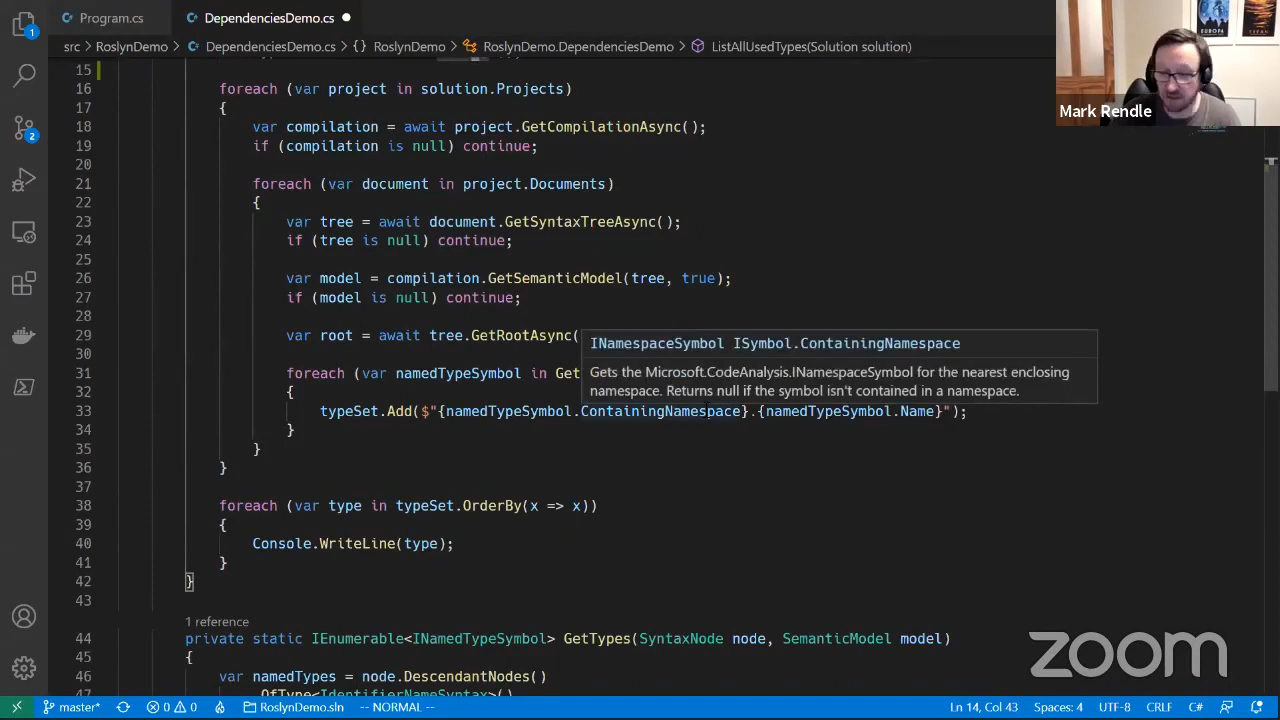 Program.cs
DependenciesDemo.cs
src > RoslynDemo > DependenciesDemo.cs > {} RoslynDemo > RoslynDemo.DependenciesDemo > ListAllUsedTypes(Solution solution)
Mark Rendle
15
16 foreach (var project in solution.Projects)
17 {
18 var compilation = await project.GetCompilationAsync();
19 if (compilation is null) continue;
20
21 foreach (var document in project.Documents)
22 {
23 var tree = await document.GetSyntaxTreeAsync();
24 if (tree is null) continue;
25
26 var model = compilation.GetSemanticModel(tree, true);
27 if (model is null) continue;
28
29 var root = await tree.GetRootAsync(
30
INamespaceSymbol ISymbol.ContainingNamespace
Gets the Microsoft.CodeAnalysis.INamespaceSymbol for the nearest enclosing
namespace. Returns null if the symbol isn't contained in a namespace.
31 foreach (var namedTypeSymbol in Get
32 {
33 typeSet.Add($"{namedTypeSymbol.ContainingNamespace}.{namedTypeSymbol.Name}");
34 }
35 }
36 }
37
38 foreach (var type in typeSet.OrderBy(x => x))
39 {
40 Console.WriteLine(type);
41 }
42 }
43
1 reference
44 private static IEnumerable<INamedTypeSymbol> GetTypes(SyntaxNode node, SemanticModel model)
45 {
46 var namedTypes = node.DescendantNodes()
47 .OfType<IdentifierNameSyntax>()
zoom
1
2
master* 0 0 RoslynDemo.sln -- NORMAL -- Ln 14, Col 43 Spaces: 4 UTF-8 CRLF C#